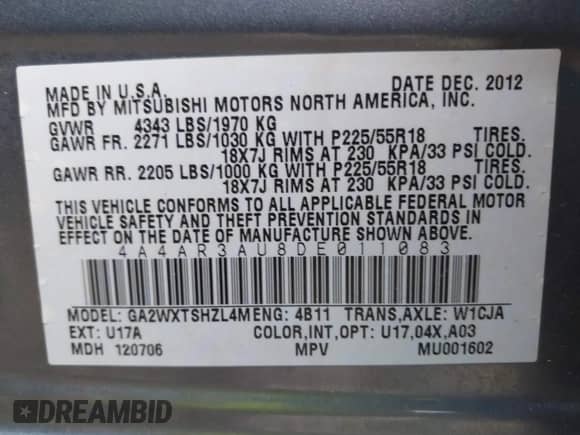 MADE IN U.S.A. DATE DEC. 2012
MFD BY MITSUBISHI MOTORS NORTH AMERICA, INC.
GVWR 4343 LBS/1970 KG
GAWR FR. 2271 LBS/1030 KG WITH P225/55R18 TIRES.
18X7J RIMS AT 230 KPA/33 PSI COLD.
GAWR RR. 2205 LBS/1000 KG WITH P225/55R18 TIRES.
18X7J RIMS AT 230 KPA/33 PSI COLD.
THIS VEHICLE CONFORMS TO ALL APPLICABLE FEDERAL MOTOR
VEHICLE SAFETY AND THEFT PREVENTION STANDARDS IN
EFFECT ON THE DATE OF MANUFACTURE SHOWN ABOVE.
4A4AR3AU8DE011083
MODEL: GA2WXTSHZL4M ENG: 4B11 TRANS,AXLE: W1CJA
EXT: U17A COLOR,INT,OPT: U17,04X,A03
MDH 120706 MPV MU001602
DREAMBID